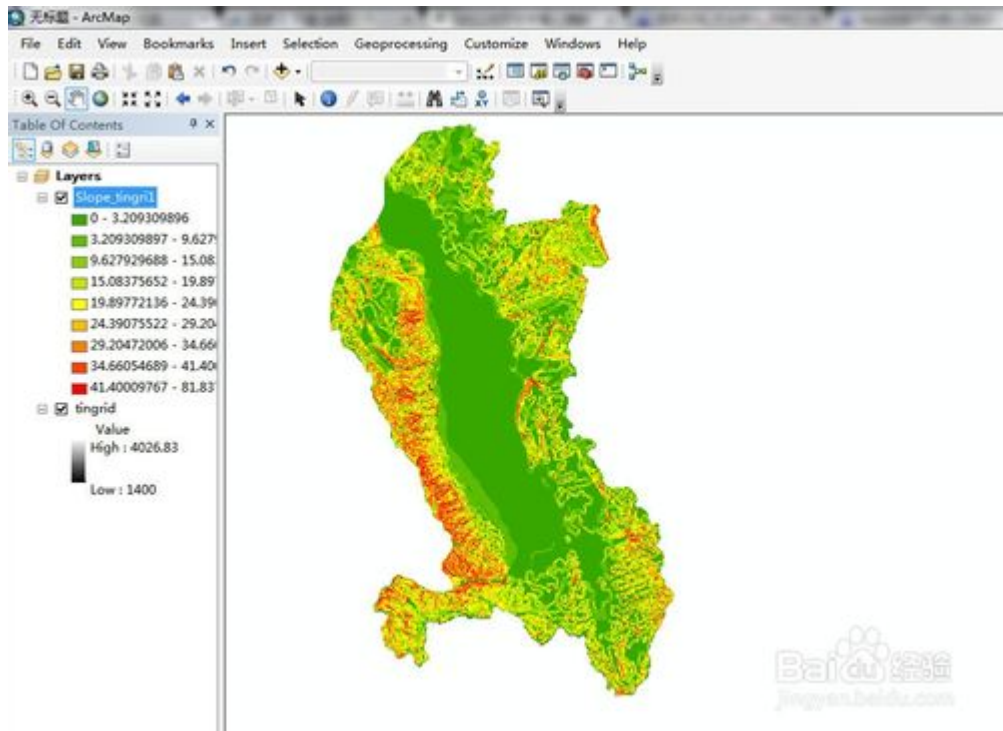 无标题 - ArcMap
File Edit View Bookmarks Insert Selection Geoprocessing Customize Windows Help
Table Of Contents
Layers
Slope_tingri1
0 - 3.209309896
3.209309897 - 9.627
9.627929688 - 15.08
15.08375652 - 19.89
19.89772136 - 24.39
24.39075522 - 29.20
29.20472006 - 34.66
34.66054689 - 41.40
41.40009767 - 81.83
tingrid
Value
High : 4026.83
Low : 1400
Baidu 经验
jingyan.baidu.com